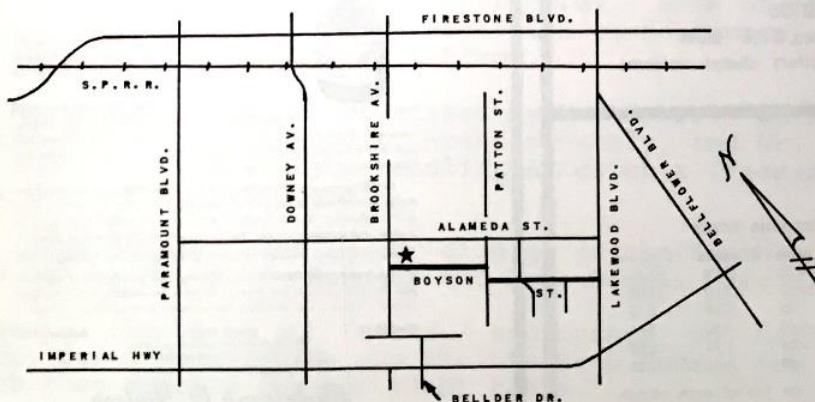 FIRESTONE BLVD.
S.P.R.R.
PARAMOUNT BLVD.
DOWNEY AV.
BROOKSHIRE AV.
PATTON ST.
LAKEWOOD BLVD.
BELLFLOWER BLVD.
N
ALAMEDA ST.
BOYSON
ST.
IMPERIAL HWY
BELLDER DR.